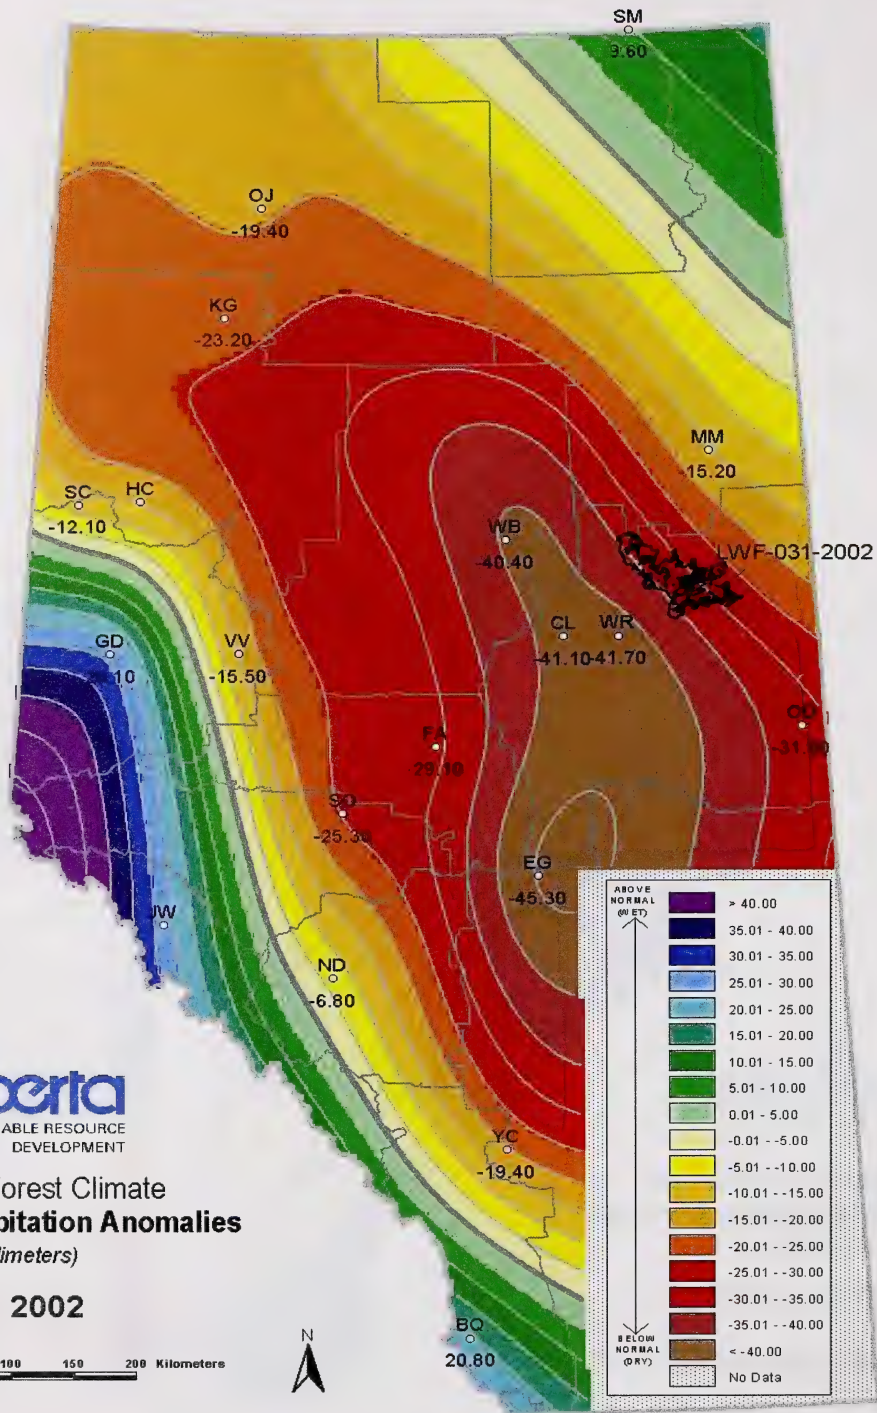 SM
9.60
OJ
-19.40
KG
-23.20
MM
-15.20
SC
HC
-12.10
WB
-40.40
LWF-031-2002
CL
WR
-41.10
-41.70
GD
VV
-15.50
FA
29.10
SO
-25.30
EG
-45.30
JW
ND
-6.80
YC
-19.40
BQ
20.80
ABOVE
NORMAL
(WET)
> 40.00
35.01 - 40.00
30.01 - 35.00
25.01 - 30.00
20.01 - 25.00
15.01 - 20.00
10.01 - 15.00
5.01 - 10.00
0.01 - 5.00
-0.01 - -5.00
-5.01 - -10.00
-10.01 - -15.00
-15.01 - -20.00
-20.01 - -25.00
-25.01 - -30.00
-30.01 - -35.00
-35.01 - -40.00
< -40.00
No Data
BELOW
NORMAL
(DRY)
berta
ABLE RESOURCE
DEVELOPMENT
orest Climate
pitation Anomalies
limeters)
2002
100 150 200 Kilometers
N